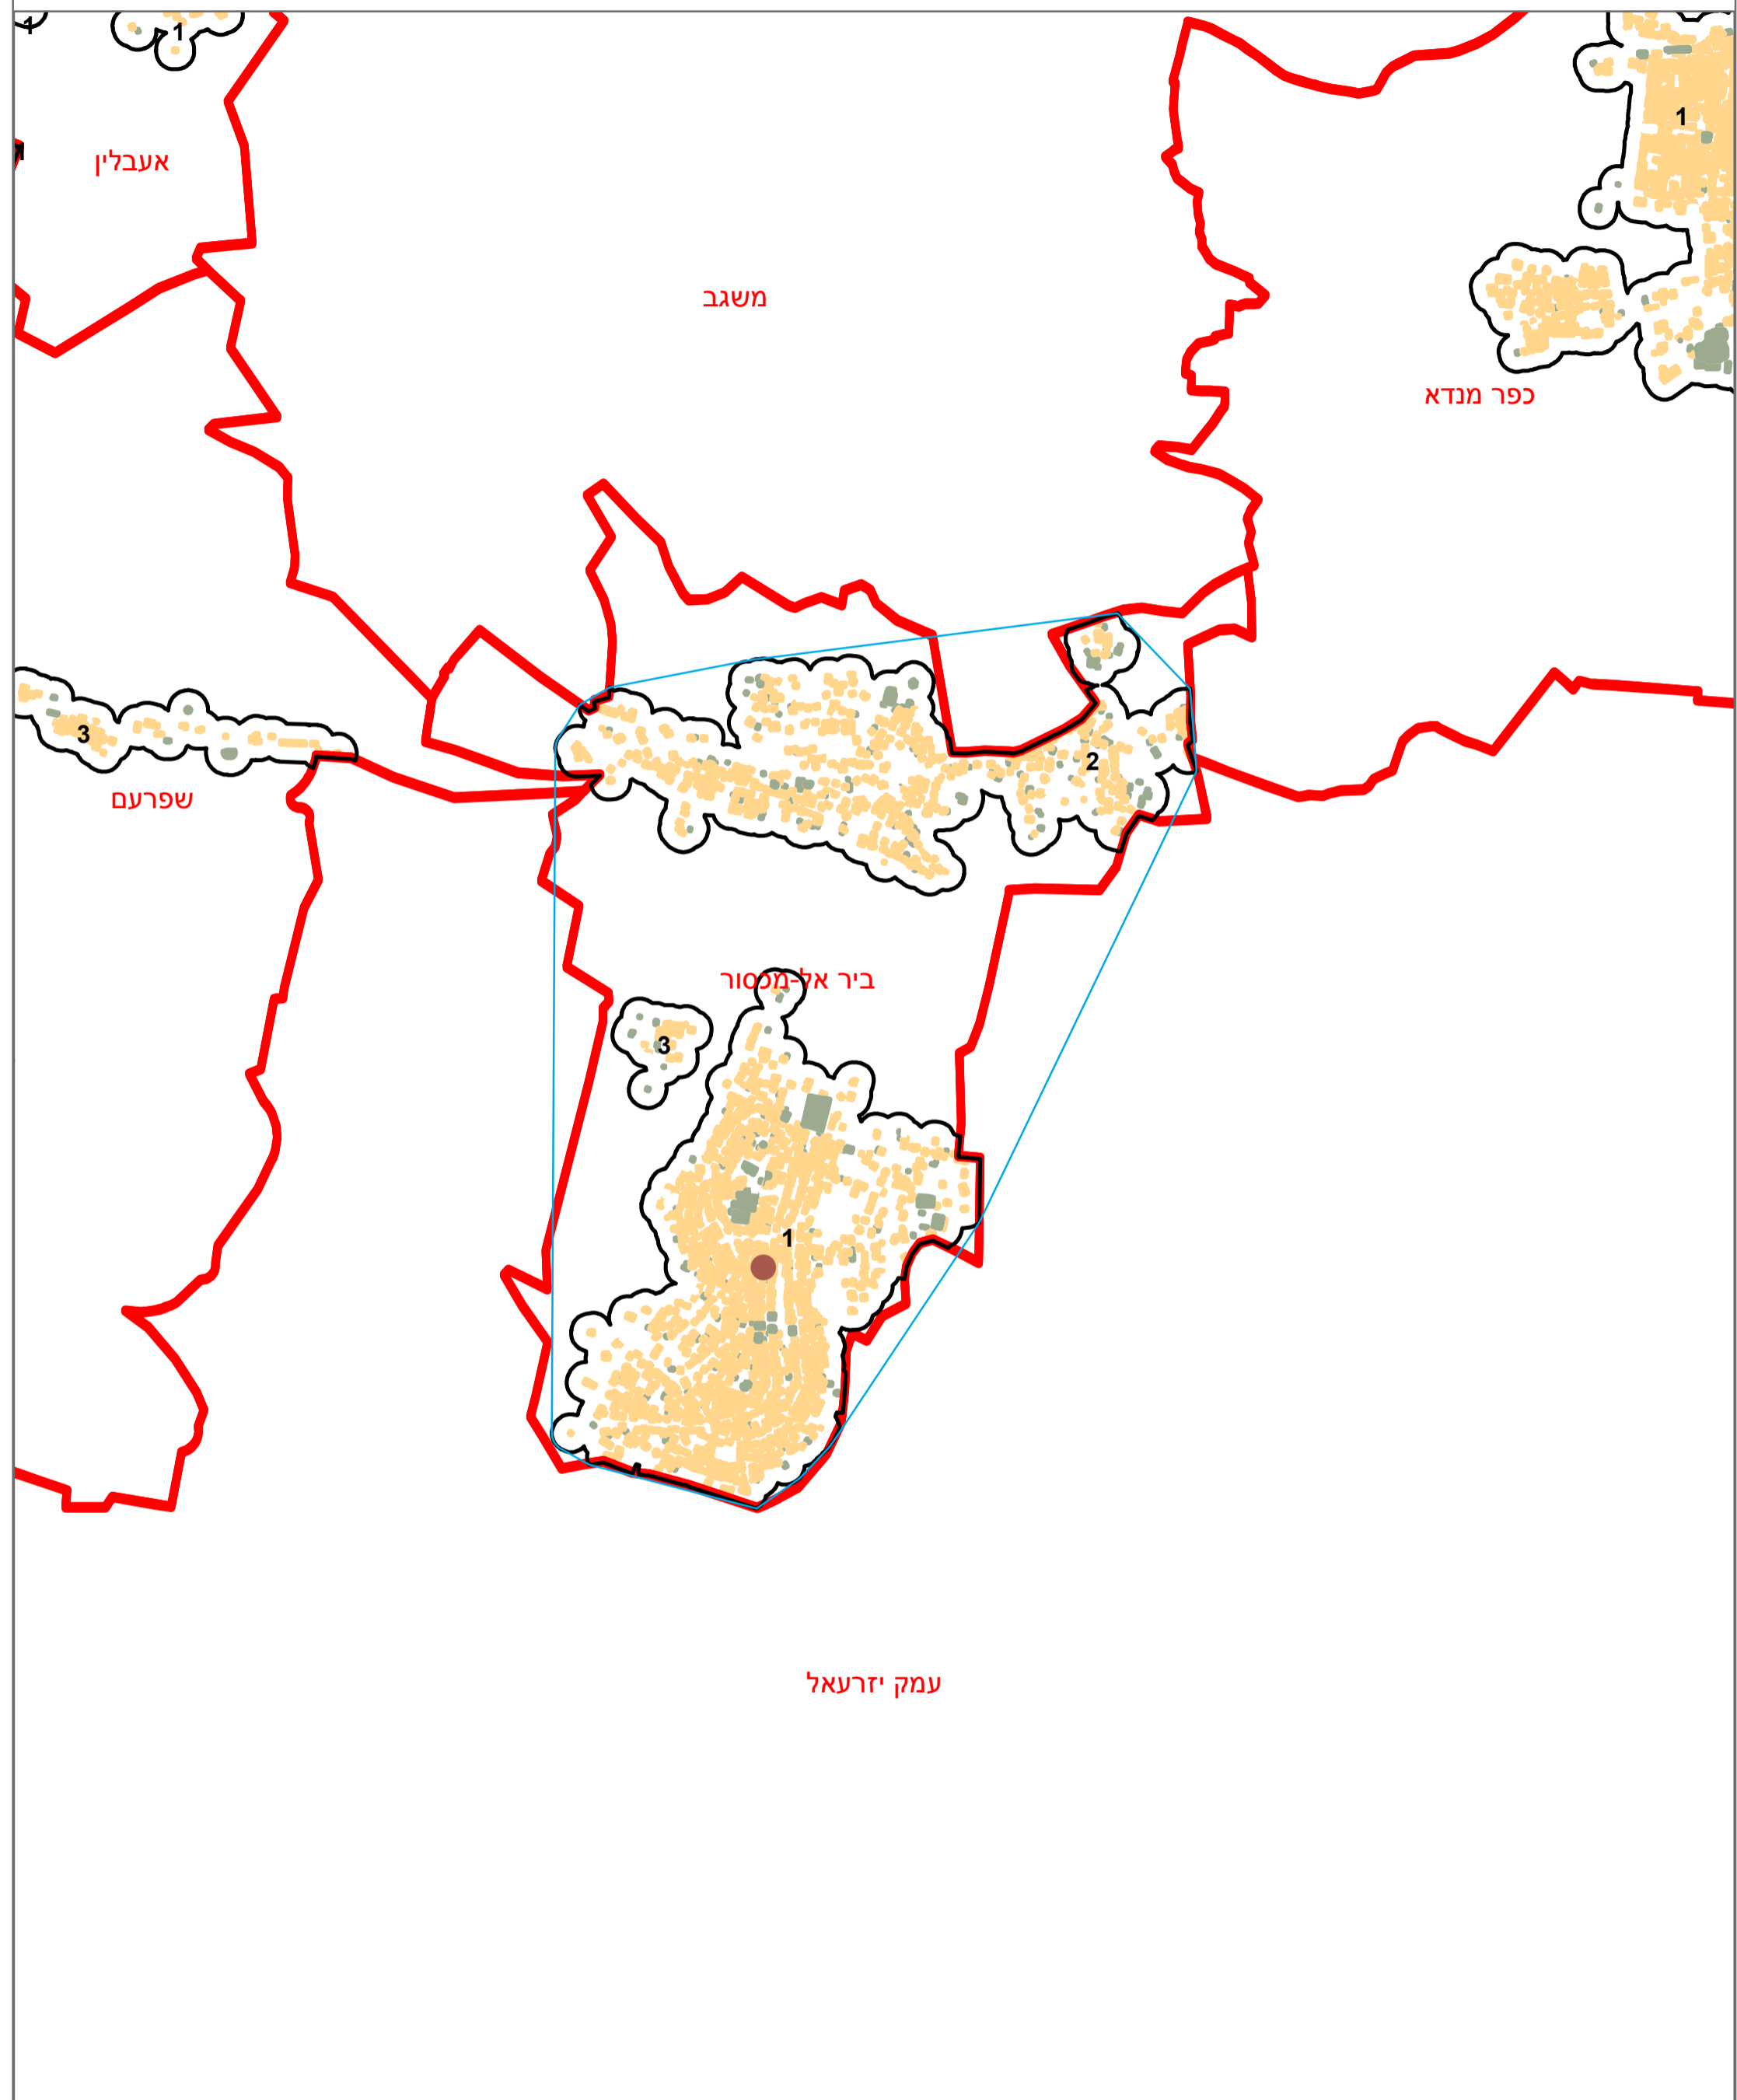 1
1
1
אעבלין
משגב
כפר מנדא
3
2
שפרעם
ביר אל-מכסור
3
1
עמק יזרעאל